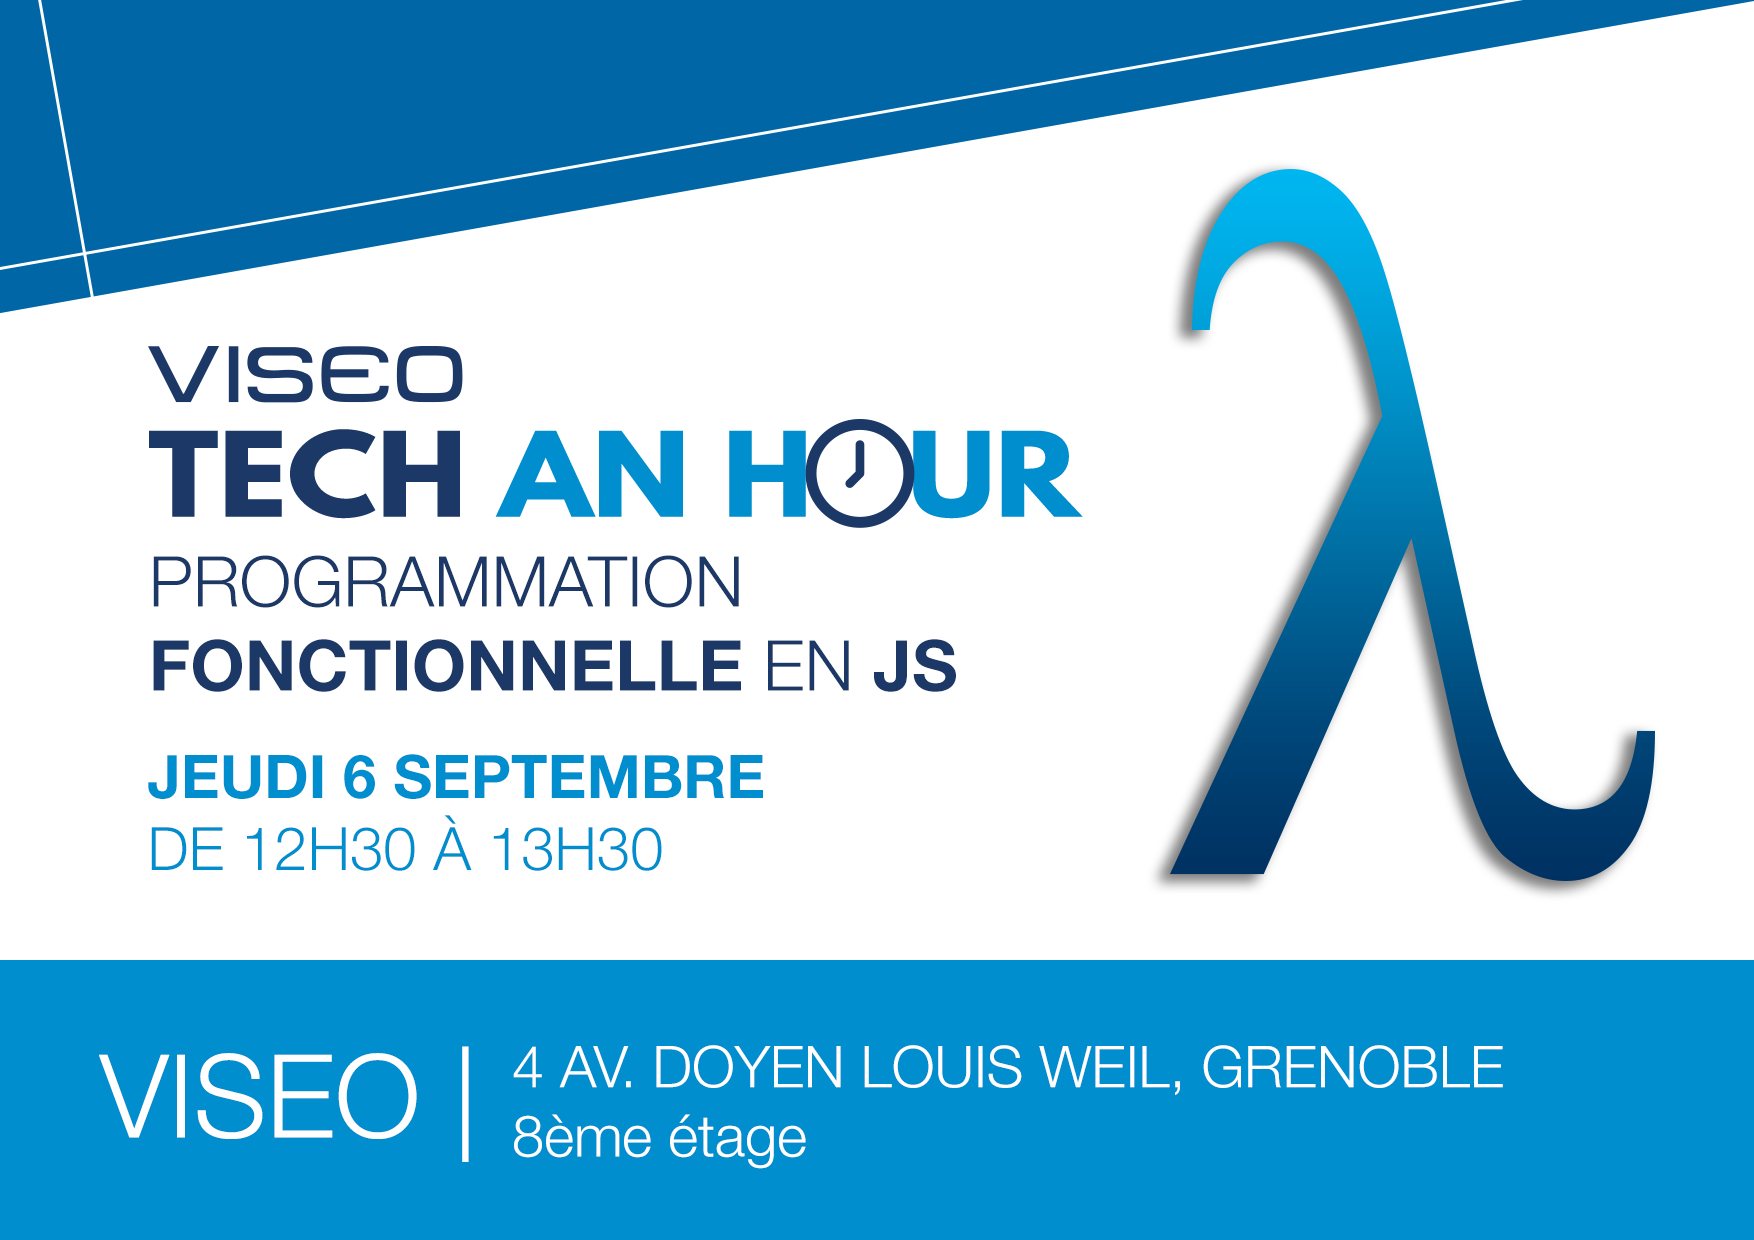 VISEO
TECH AN HOUR
PROGRAMMATION
FONCTIONNELLE EN JS
JEUDI 6 SEPTEMBRE
DE 12H30 À 13H30
λ
VISEO
4 AV. DOYEN LOUIS WEIL, GRENOBLE
8ème étage